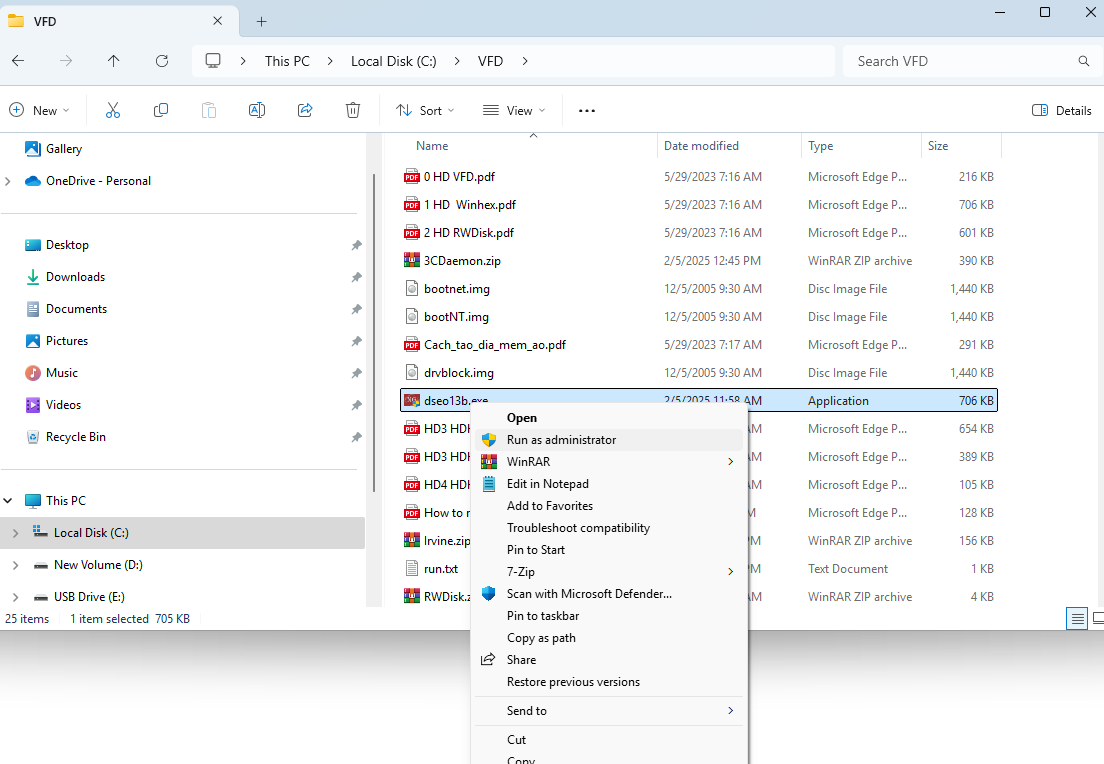 VFD
This PC > Local Disk (C:) > VFD >
Search VFD
New
Sort
View
Details
Gallery
OneDrive - Personal
Desktop
Downloads
Documents
Pictures
Music
Videos
Recycle Bin
This PC
Local Disk (C:)
New Volume (D:)
USB Drive (E:)
Name Date modified Type Size
0 HD VFD.pdf 5/29/2023 7:16 AM Microsoft Edge P... 216 KB
1 HD  Winhex.pdf 5/29/2023 7:16 AM Microsoft Edge P... 706 KB
2 HD RWDisk.pdf 5/29/2023 7:16 AM Microsoft Edge P... 601 KB
3CDaemon.zip 2/5/2025 12:45 PM WinRAR ZIP archive 390 KB
bootnet.img 12/5/2005 9:30 AM Disc Image File 1,440 KB
bootNT.img 12/5/2005 9:30 AM Disc Image File 1,440 KB
Cach_tao_dia_mem_ao.pdf 5/29/2023 7:17 AM Microsoft Edge P... 291 KB
drvblock.img 12/5/2005 9:30 AM Disc Image File 1,440 KB
dseo13b.exe 2/5/2025 11:58 AM Application 706 KB
HD3 HD AM Microsoft Edge P... 654 KB
HD3 HD AM Microsoft Edge P... 389 KB
HD4 HD AM Microsoft Edge P... 105 KB
How to Microsoft Edge P... 128 KB
Irvine.zip PM WinRAR ZIP archive 156 KB
run.txt PM Text Document 1 KB
RWDisk.z AM WinRAR ZIP archive 4 KB
Open
Run as administrator
WinRAR
Edit in Notepad
Add to Favorites
Troubleshoot compatibility
Pin to Start
7-Zip
Scan with Microsoft Defender...
Pin to taskbar
Copy as path
Share
Restore previous versions
Send to
Cut
Copy
25 items 1 item selected 705 KB